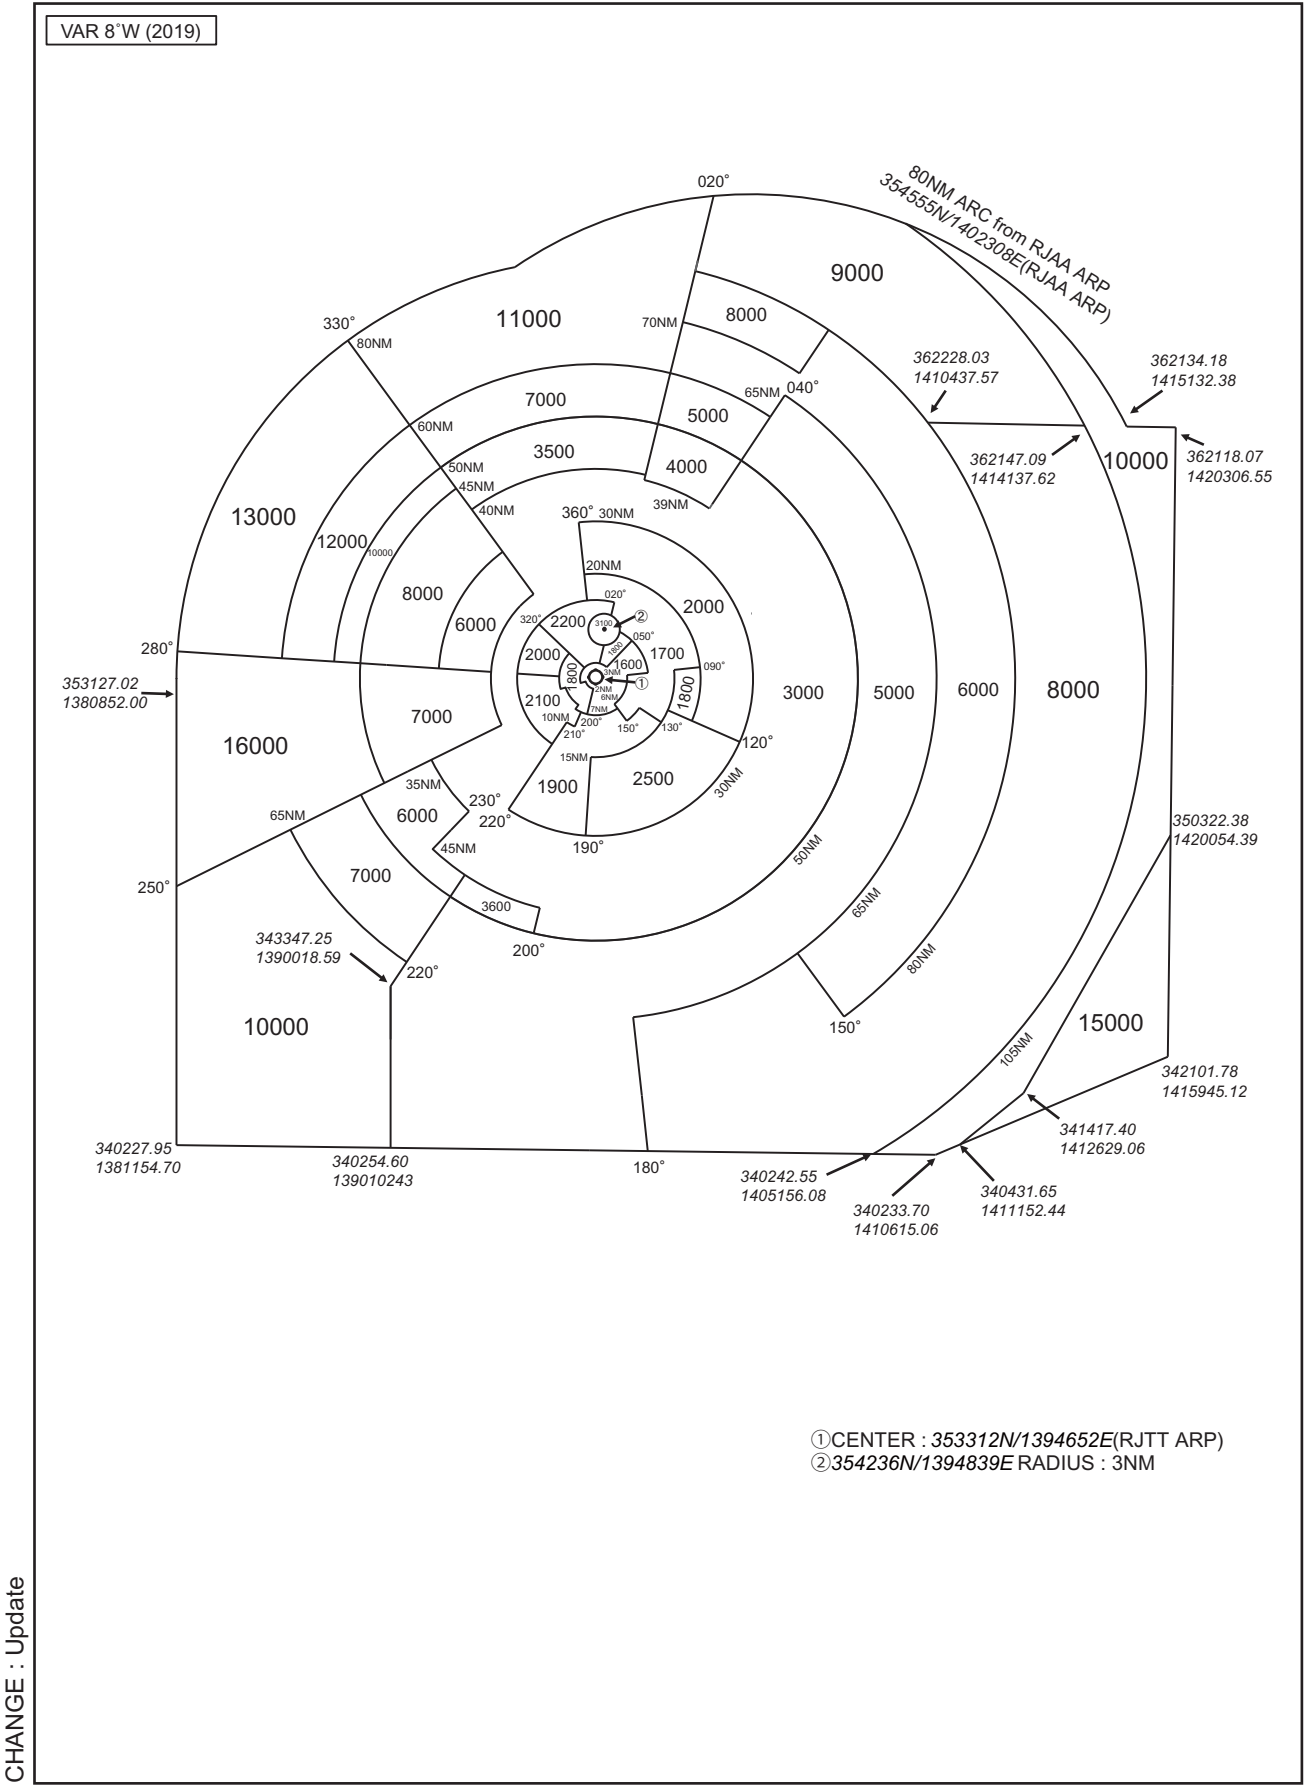 VAR 8˚W (2019)
020˚
80NM ARC from RJAA ARP
354555N/1402308E(RJAA ARP)
9000
11000
8000
330˚
80NM
70NM
362228.03
1410437.57
362134.18
1415132.38
65NM
040˚
7000
5000
60NM
362147.09
1414137.62
10000
362118.07
1420306.55
3500
50NM
45NM
40NM
4000
39NM
13000
12000
10000
360˚
30NM
20NM
8000
020˚
2000
6000
320˚
2200
3100
②
050˚
1800
1700
280˚
2000
1800
3NM
1600
090˚
353127.02
1380852.00
①
2NM
6NM
1800
3000
5000
6000
8000
2100
7NM
10NM
200˚
210˚
150˚
130˚
120˚
7000
16000
15NM
1900
2500
30NM
35NM
230˚
220˚
6000
65NM
190˚
45NM
50NM
350322.38
1420054.39
250˚
7000
3600
65NM
200˚
343347.25
1390018.59
220˚
80NM
10000
150˚
15000
105NM
342101.78
1415945.12
341417.40
1412629.06
340227.95
1381154.70
340254.60
139010243
180˚
340242.55
1405156.08
340233.70
1410615.06
340431.65
1411152.44
①CENTER : 353312N/1394652E(RJTT ARP)
②354236N/1394839E RADIUS : 3NM
CHANGE : Update